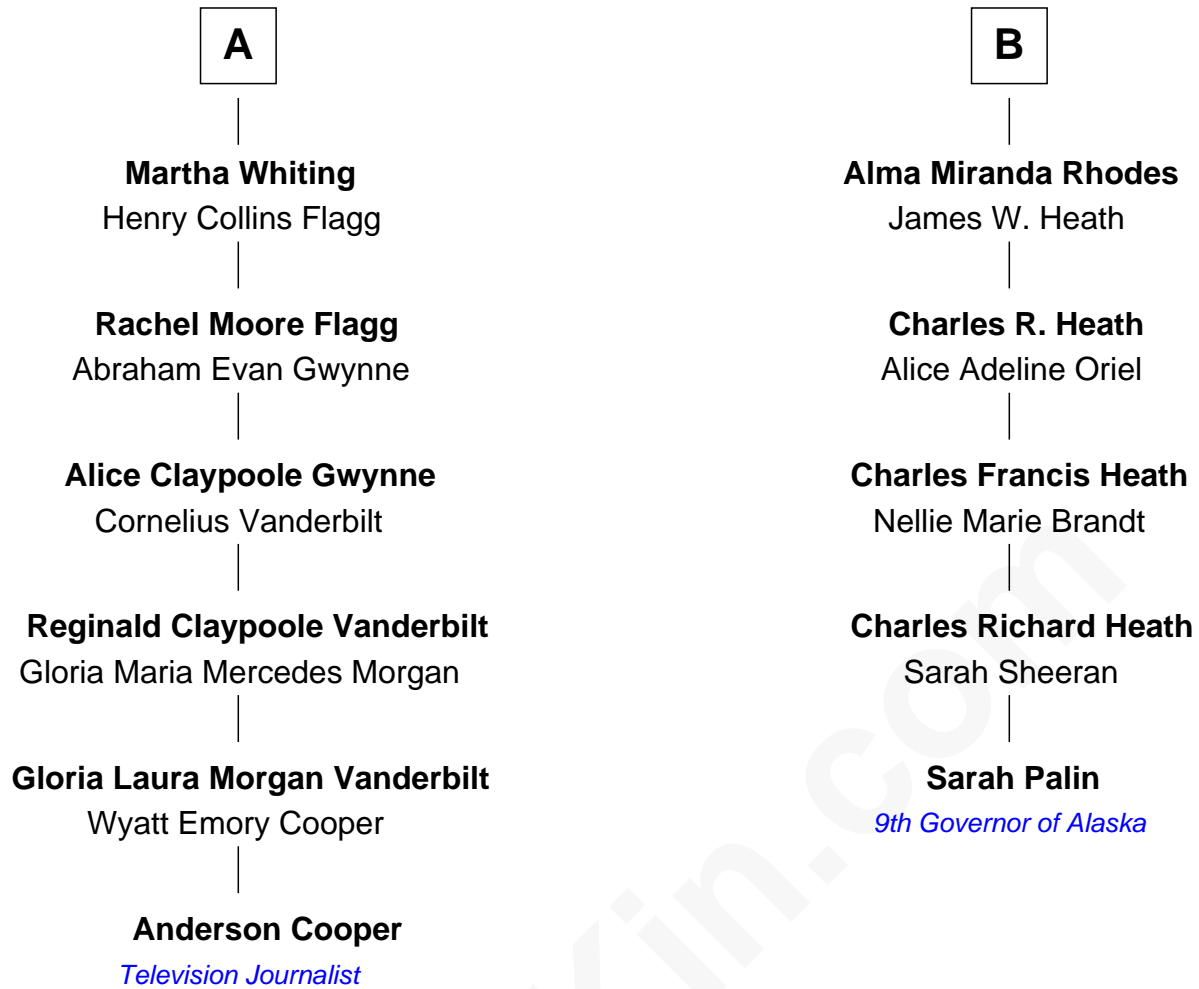 A
Martha Whiting
Henry Collins Flagg
Rachel Moore Flagg
Abraham Evan Gwynne
Alice Claypoole Gwynne
Cornelius Vanderbilt
Reginald Claypoole Vanderbilt
Gloria Maria Mercedes Morgan
Gloria Laura Morgan Vanderbilt
Wyatt Emory Cooper
Anderson Cooper
Television Journalist
B
Alma Miranda Rhodes
James W. Heath
Charles R. Heath
Alice Adeline Oriel
Charles Francis Heath
Nellie Marie Brandt
Charles Richard Heath
Sarah Sheeran
Sarah Palin
9th Governor of Alaska
Kin.com